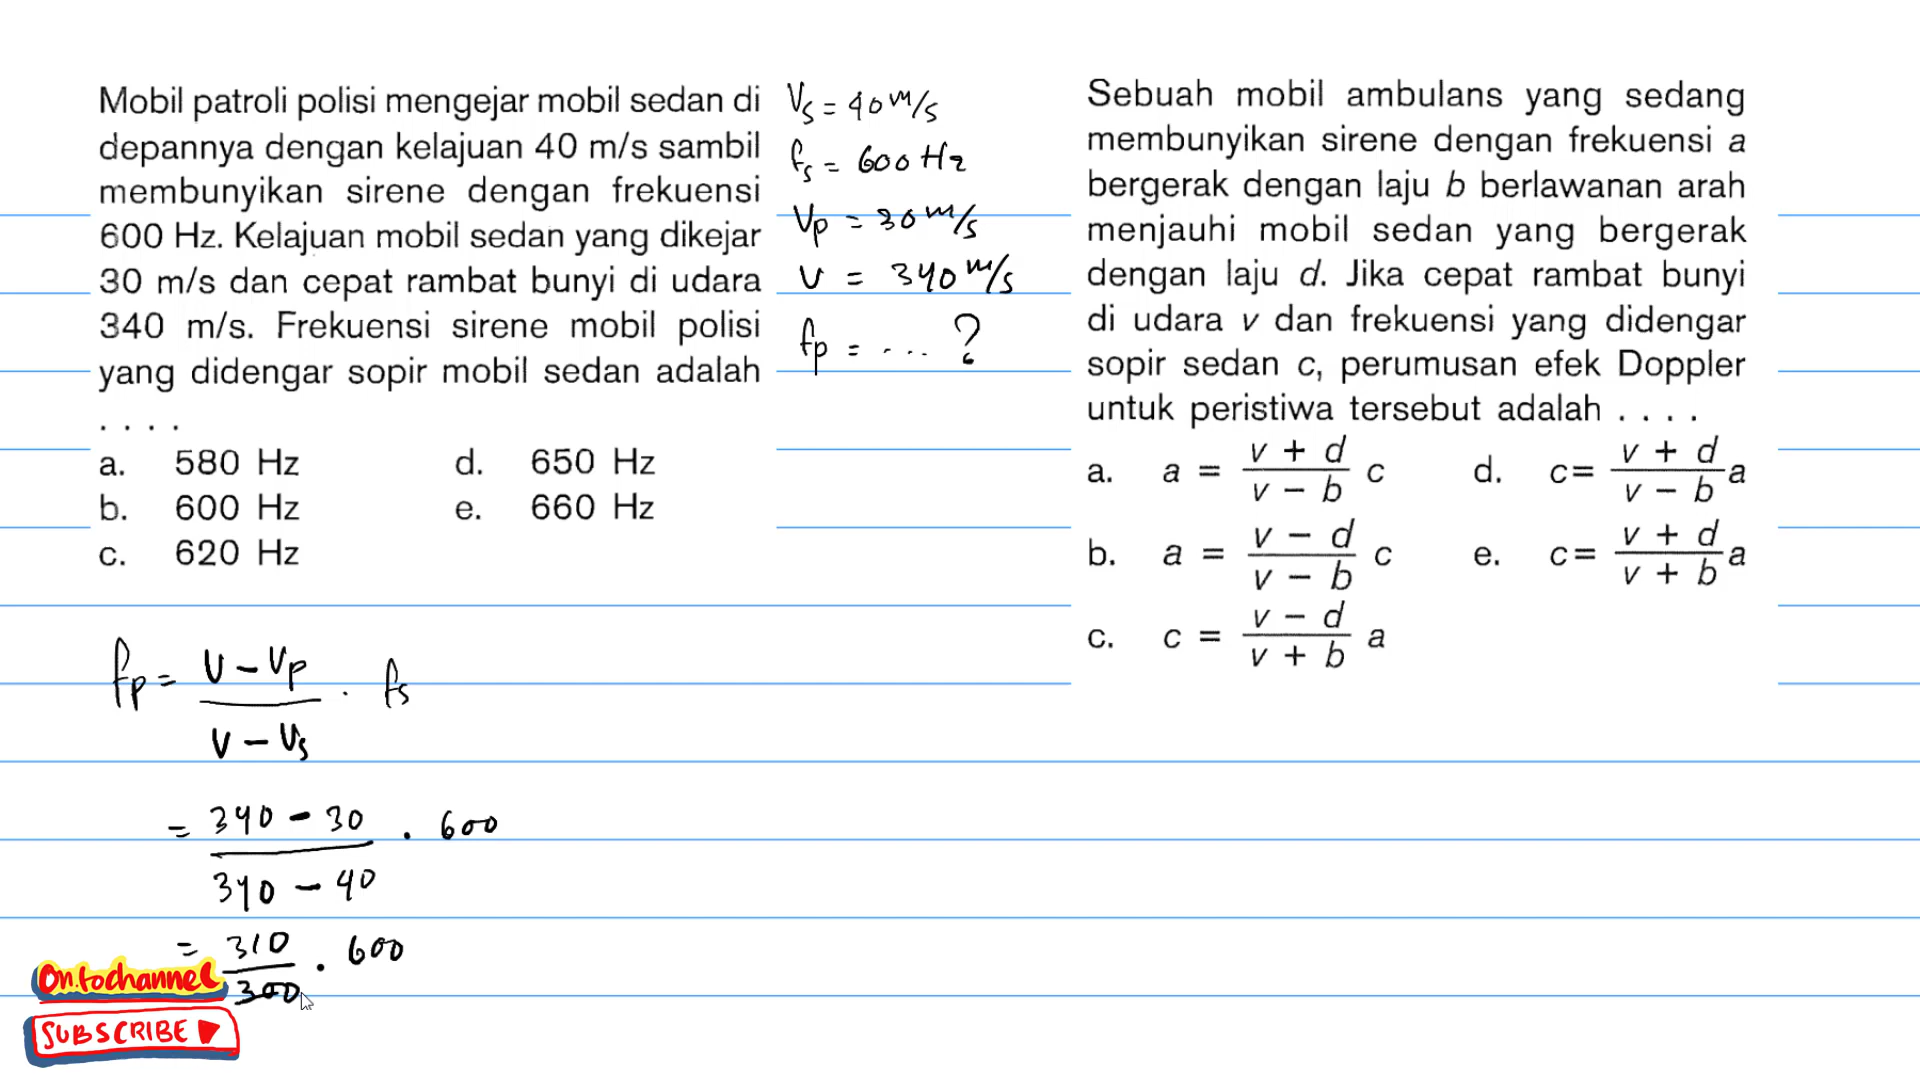 Mobil patroli polisi mengejar mobil sedan di
depannya dengan kelajuan 40 m/s sambil
membunyikan sirene dengan frekuensi
600 Hz. Kelajuan mobil sedan yang dikejar
30 m/s dan cepat rambat bunyi di udara
340 m/s. Frekuensi sirene mobil polisi
yang didengar sopir mobil sedan adalah
. . . .
a. 580 Hz d. 650 Hz
b. 600 Hz e. 660 Hz
c. 620 Hz
Vs = 40 m/s
fs = 600 Hz
Vp = 30 m/s
V = 340 m/s
fp = ... ?
fp = V - Vp / V - Vs . fs
= 340 - 30 / 340 - 40 . 600
= 310 / 300 . 600
On.tochannel
SUBSCRIBE
Sebuah mobil ambulans yang sedang
membunyikan sirene dengan frekuensi a
bergerak dengan laju b berlawanan arah
menjauhi mobil sedan yang bergerak
dengan laju d. Jika cepat rambat bunyi
di udara v dan frekuensi yang didengar
sopir sedan c, perumusan efek Doppler
untuk peristiwa tersebut adalah . . . .
a. a = v + d / v - b c d. c = v + d / v - b a
b. a = v - d / v - b c e. c = v + d / v + b a
c. c = v - d / v + b a